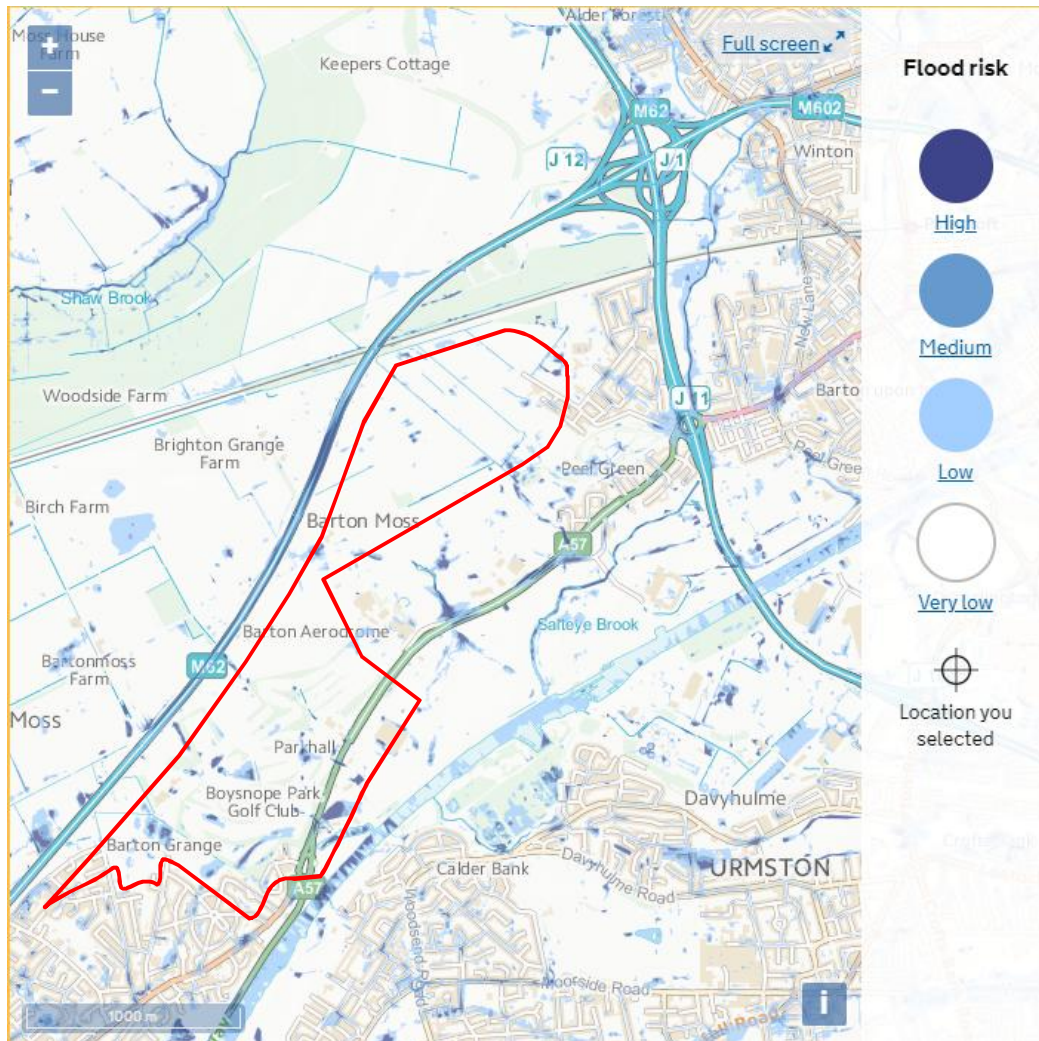 Moss House
Farm
Alder Forest
Full screen
Keepers Cottage
M62
M602
J 12
J 1
Winton
Shaw Brook
New Lane
Woodside Farm
J 11
Brighton Grange
Farm
Peel Green
Birch Farm
Barton Moss
A57
Barton Aerodrome
Salteye Brook
Bartonmoss
Farm
M62
Moss
Parkhall
Boysnope Park
Golf Club
Davyhulme
Barton Grange
Calder Bank
Davyhulme Road
URMSTON
A57
Woodsend Road
Moorside Road
1000 m
i
Flood risk
High
Medium
Low
Very low
Location you
selected